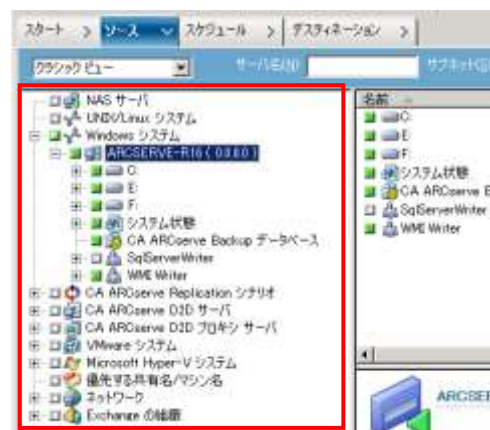 スタート
ソース
スケジュール
デスティネーション
クラシック ビュー
サーバ名(N)
サブネット(S)
NAS サーバ
UNIX/Linux システム
Windows システム
ARCSERVE-R16 ( 0.0.0.0 )
C:
E:
F:
システム状態
CA ARCserve Backup データベース
SqlServerWriter
WMI Writer
CA ARCserve Replication シナリオ
CA ARCserve D2D サーバ
CA ARCserve D2D プロキシ サーバ
VMware システム
Microsoft Hyper-V システム
優先する共有名/マシン名
ネットワーク
Exchange の組織
名前
C:
E:
F:
システム状態
CA ARCserve B
SqlServerWriter
WMI Writer
ARCSE